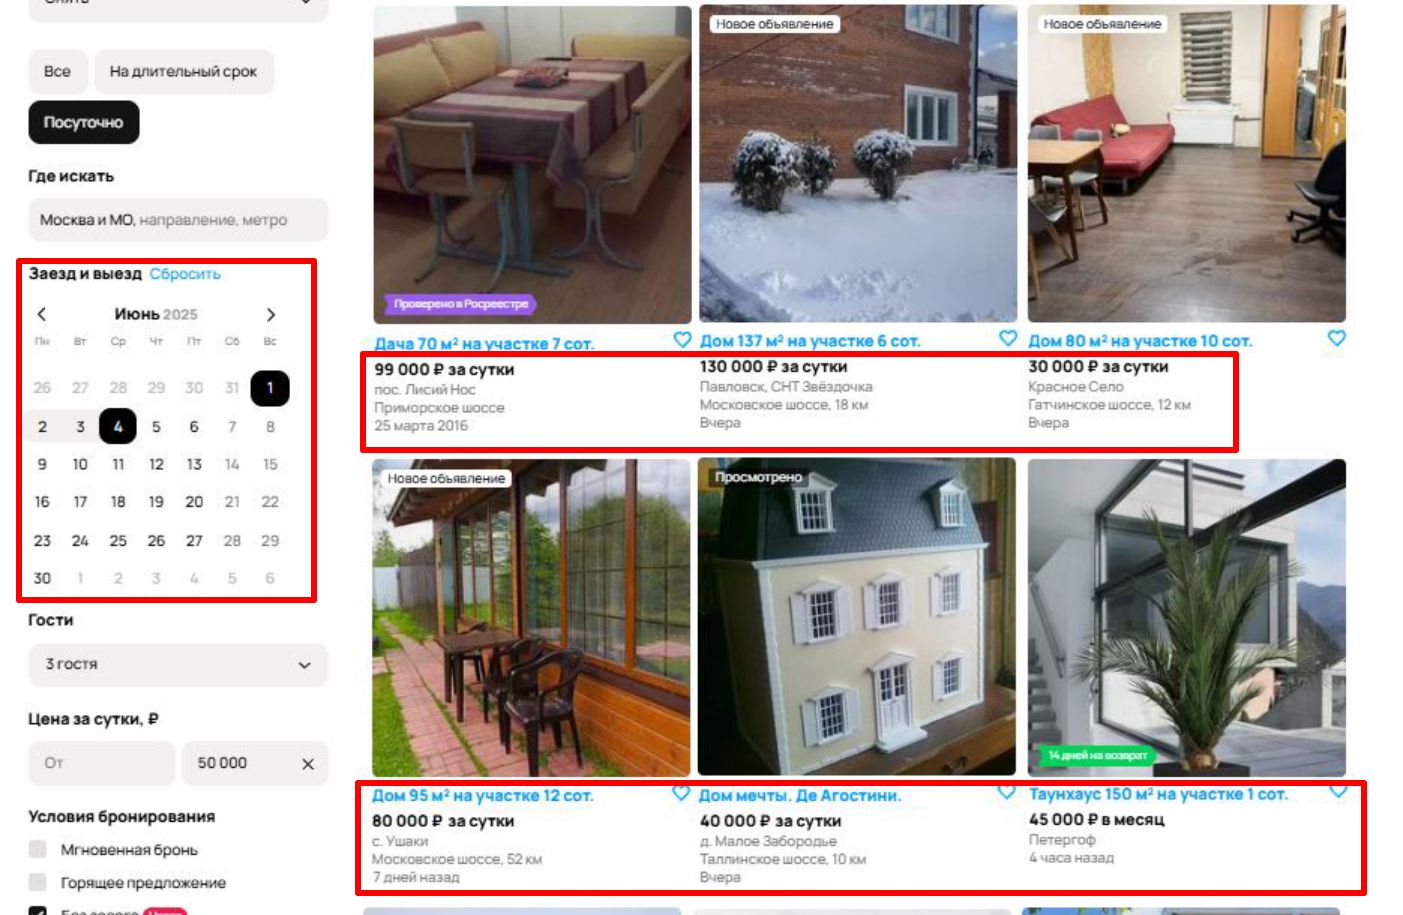 Снять
Все
На длительный срок
Посуточно
Где искать
Москва и МО, направление, метро
Заезд и выезд Сбросить
Июнь 2025
Пн Вт Ср Чт Пт Сб Вс
26 27 28 29 30 31 1
2 3 4 5 6 7 8
9 10 11 12 13 14 15
16 17 18 19 20 21 22
23 24 25 26 27 28 29
30 1 2 3 4 5 6
Гости
3 гостя
Цена за сутки, ₽
От
50 000
Условия бронирования
Мгновенная бронь
Горящее предложение
Без залога
Проверено в Росреестре
Дача 70 м² на участке 7 сот.
99 000 ₽ за сутки
пос. Лисий Нос
Приморское шоссе
25 марта 2016
Новое объявление
Дом 137 м² на участке 6 сот.
130 000 ₽ за сутки
Павловск, СНТ Звёздочка
Московское шоссе, 18 км
Вчера
Новое объявление
Дом 80 м² на участке 10 сот.
30 000 ₽ за сутки
Красное Село
Гатчинское шоссе, 12 км
Вчера
Новое объявление
Дом 95 м² на участке 12 сот.
80 000 ₽ за сутки
с. Ушаки
Московское шоссе, 52 км
7 дней назад
Просмотрено
Дом мечты. Де Агостини.
40 000 ₽ за сутки
д. Малое Забородье
Таллинское шоссе, 10 км
Вчера
14 дней на возврат
Таунхаус 150 м² на участке 1 сот.
45 000 ₽ в месяц
Петергоф
4 часа назад